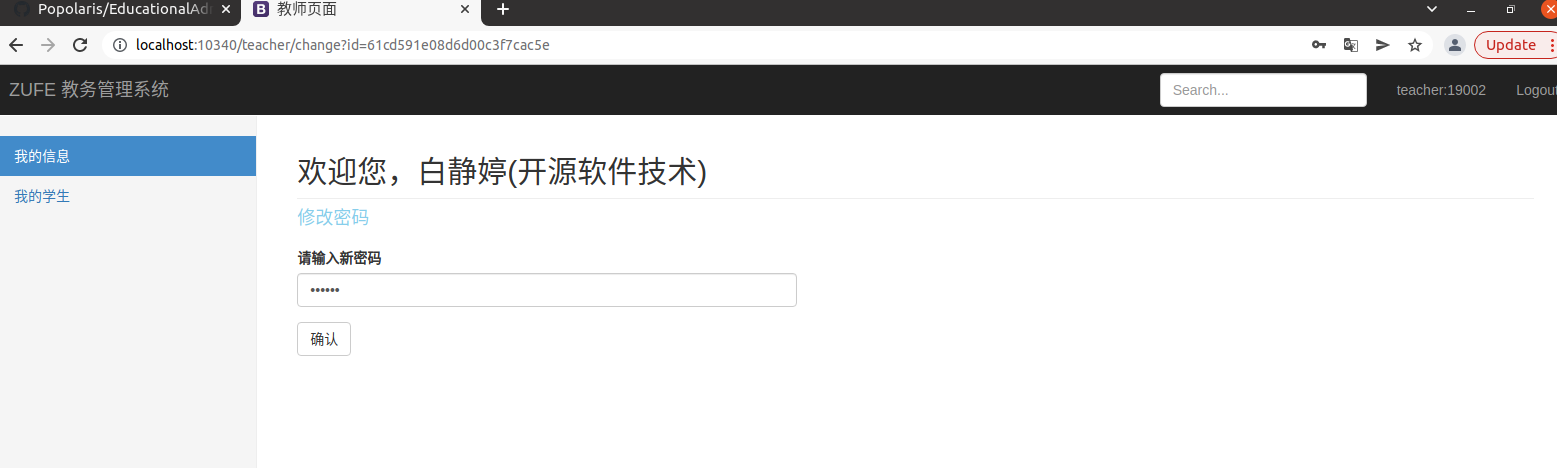 Popolaris/EducationalAd
教师页面
localhost:10340/teacher/change?id=61cd591e08d6d00c3f7cac5e
Update
ZUFE 教务管理系统
Search...
teacher:19002
Logout
我的信息
我的学生
欢迎您，白静婷(开源软件技术)
修改密码
请输入新密码
••••••
确认